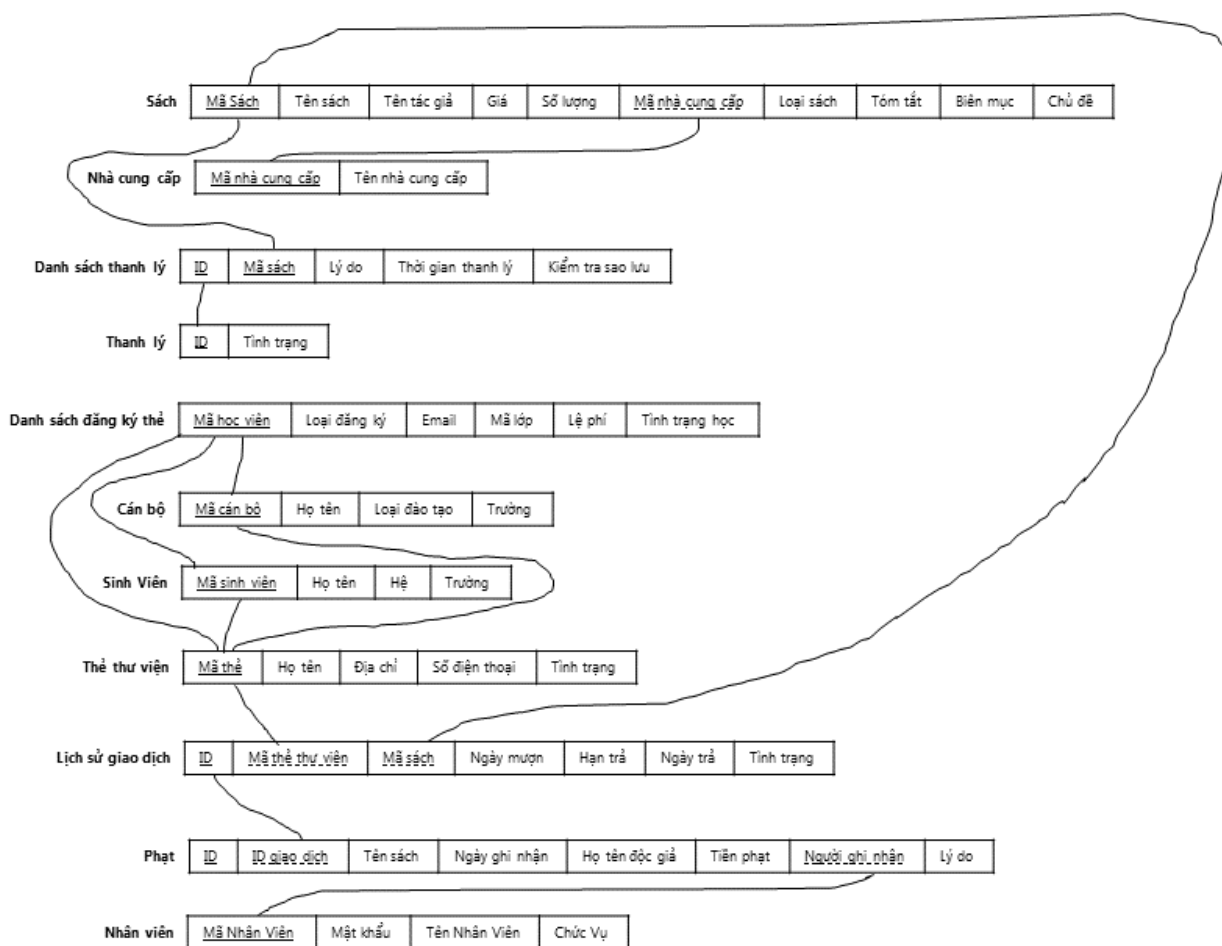 Sách Mã Sách Tên sách Tên tác giả Giá Số lượng Mã nhà cung cấp Loại sách Tóm tắt Biên mục Chủ đề
Nhà cung cấp Mã nhà cung cấp Tên nhà cung cấp
Danh sách thanh lý ID Mã sách Lý do Thời gian thanh lý Kiểm tra sao lưu
Thanh lý ID Tình trạng
Danh sách đăng ký thẻ Mã học viên Loại đăng ký Email Mã lớp Lệ phí Tình trạng học
Cán bộ Mã cán bộ Họ tên Loại đào tạo Trường
Sinh Viên Mã sinh viên Họ tên Hệ Trường
Thẻ thư viện Mã thẻ Họ tên Địa chỉ Số điện thoại Tình trạng
Lịch sử giao dịch ID Mã thẻ thư viện Mã sách Ngày mượn Hạn trả Ngày trả Tình trạng
Phạt ID ID giao dịch Tên sách Ngày ghi nhận Họ tên độc giả Tiền phạt Người ghi nhận Lý do
Nhân viên Mã Nhân Viên Mật khẩu Tên Nhân Viên Chức Vụ